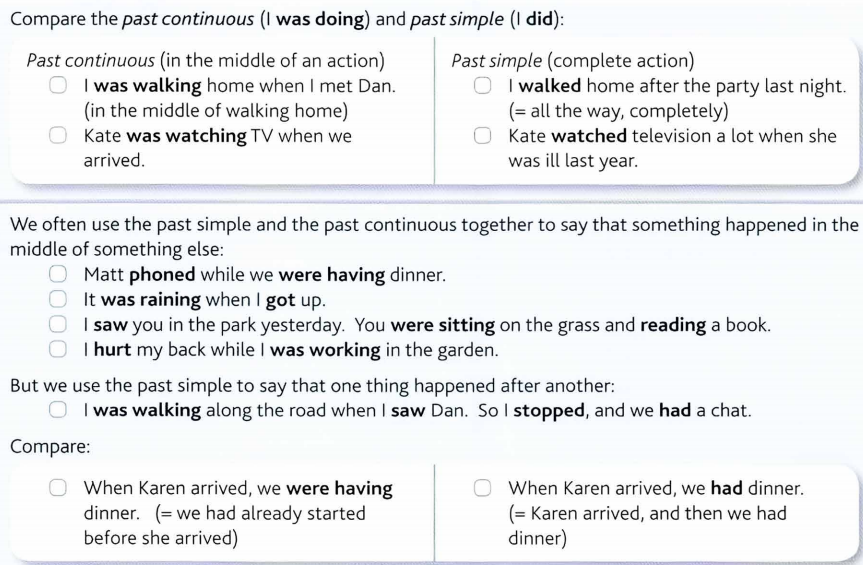 Compare the past continuous (I was doing) and past simple (I did):
Past continuous (in the middle of an action)
I was walking home when I met Dan.
(in the middle of walking home)
Kate was watching TV when we
arrived.
Past simple (complete action)
I walked home after the party last night.
(= all the way, completely)
Kate watched television a lot when she
was ill last year.
We often use the past simple and the past continuous together to say that something happened in the
middle of something else:
Matt phoned while we were having dinner.
It was raining when I got up.
I saw you in the park yesterday. You were sitting on the grass and reading a book.
I hurt my back while I was working in the garden.
But we use the past simple to say that one thing happened after another:
I was walking along the road when I saw Dan. So I stopped, and we had a chat.
Compare:
When Karen arrived, we were having
dinner. (= we had already started
before she arrived)
When Karen arrived, we had dinner.
(= Karen arrived, and then we had
dinner)